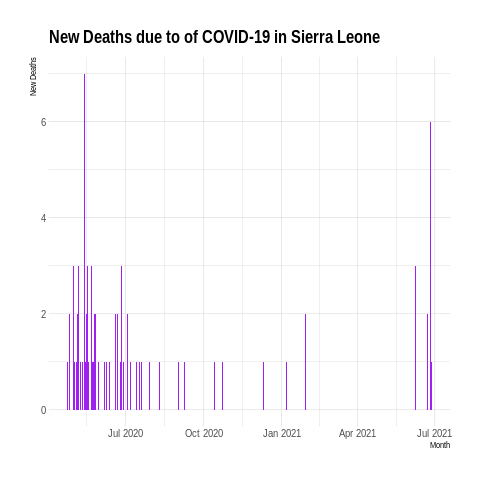 New Deaths due to of COVID-19 in Sierra Leone
New Deaths
6
4
2
0
Jul 2020 Oct 2020 Jan 2021 Apr 2021 Jul 2021
Month